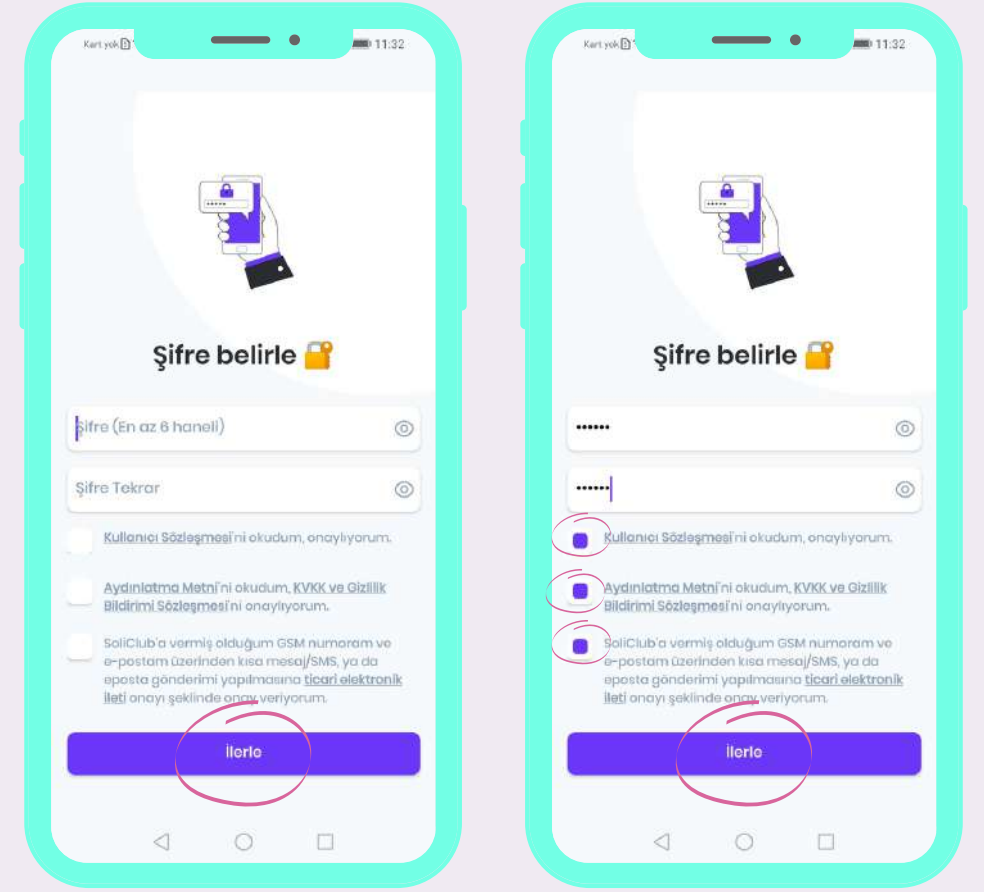 Kart yok
11:32
Şifre belirle
Şifre (En az 6 haneli)
Şifre Tekrar
Kullanıcı Sözleşmesi'ni okudum, onaylıyorum.
Aydınlatma Metni'ni okudum, KVKK ve Gizlilik
Bildirimi Sözleşmesi'ni onaylıyorum.
SoliClub'a vermiş olduğum GSM numaram ve
e-postam üzerinden kısa mesaj/SMS, ya da
eposta gönderimi yapılmasına ticari elektronik
ileti onayı şeklinde onay veriyorum.
İlerle
Kart yok
11:32
Şifre belirle
••••••
••••••
Kullanıcı Sözleşmesi'ni okudum, onaylıyorum.
Aydınlatma Metni'ni okudum, KVKK ve Gizlilik
Bildirimi Sözleşmesi'ni onaylıyorum.
SoliClub'a vermiş olduğum GSM numaram ve
e-postam üzerinden kısa mesaj/SMS, ya da
eposta gönderimi yapılmasına ticari elektronik
ileti onayı şeklinde onay veriyorum.
İlerle